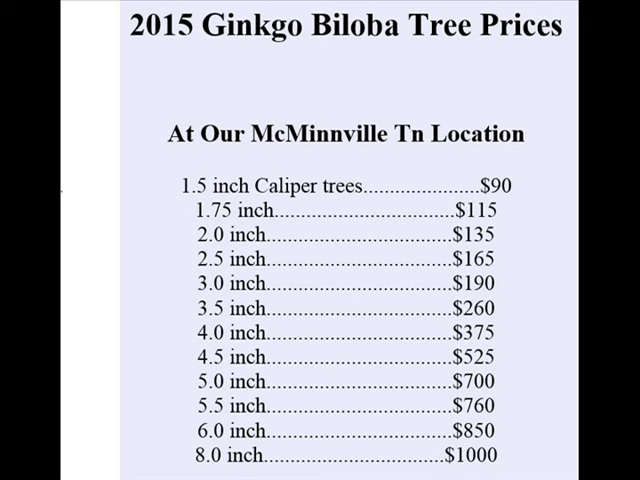 2015 Ginkgo Biloba Tree Prices
At Our McMinnville Tn Location
1.5 inch Caliper trees......................$90
1.75 inch..................................$115
2.0 inch...................................$135
2.5 inch...................................$165
3.0 inch...................................$190
3.5 inch...................................$260
4.0 inch...................................$375
4.5 inch...................................$525
5.0 inch...................................$700
5.5 inch...................................$760
6.0 inch...................................$850
8.0 inch..................................$1000